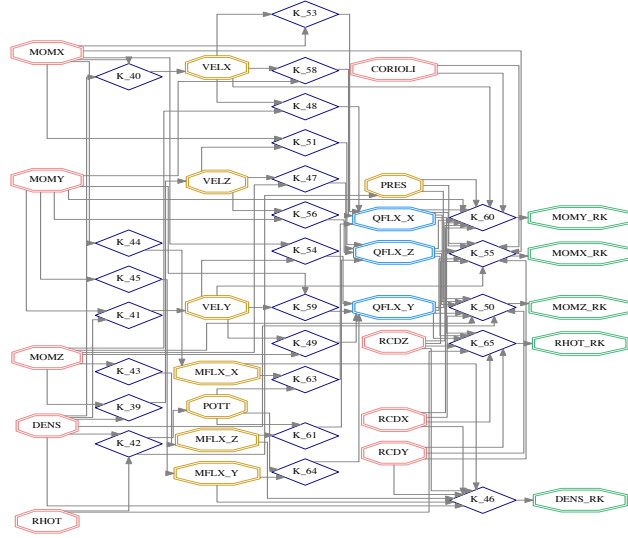 K_53
MOMX
K_40
VELX
K_58
CORIOLI
K_48
K_51
MOMY
VELZ
K_47
PRES
K_56
QFLX_X
K_60
MOMY_RK
K_44
K_54
QFLX_Z
K_55
MOMX_RK
K_45
K_41
VELY
K_59
QFLX_Y
K_50
MOMZ_RK
K_49
RCDZ
K_65
RHOT_RK
MOMZ
K_43
MFLX_X
K_63
K_39
POTT
DENS
RCDX
K_42
MFLX_Z
K_61
RCDY
MFLX_Y
K_64
K_46
DENS_RK
RHOT